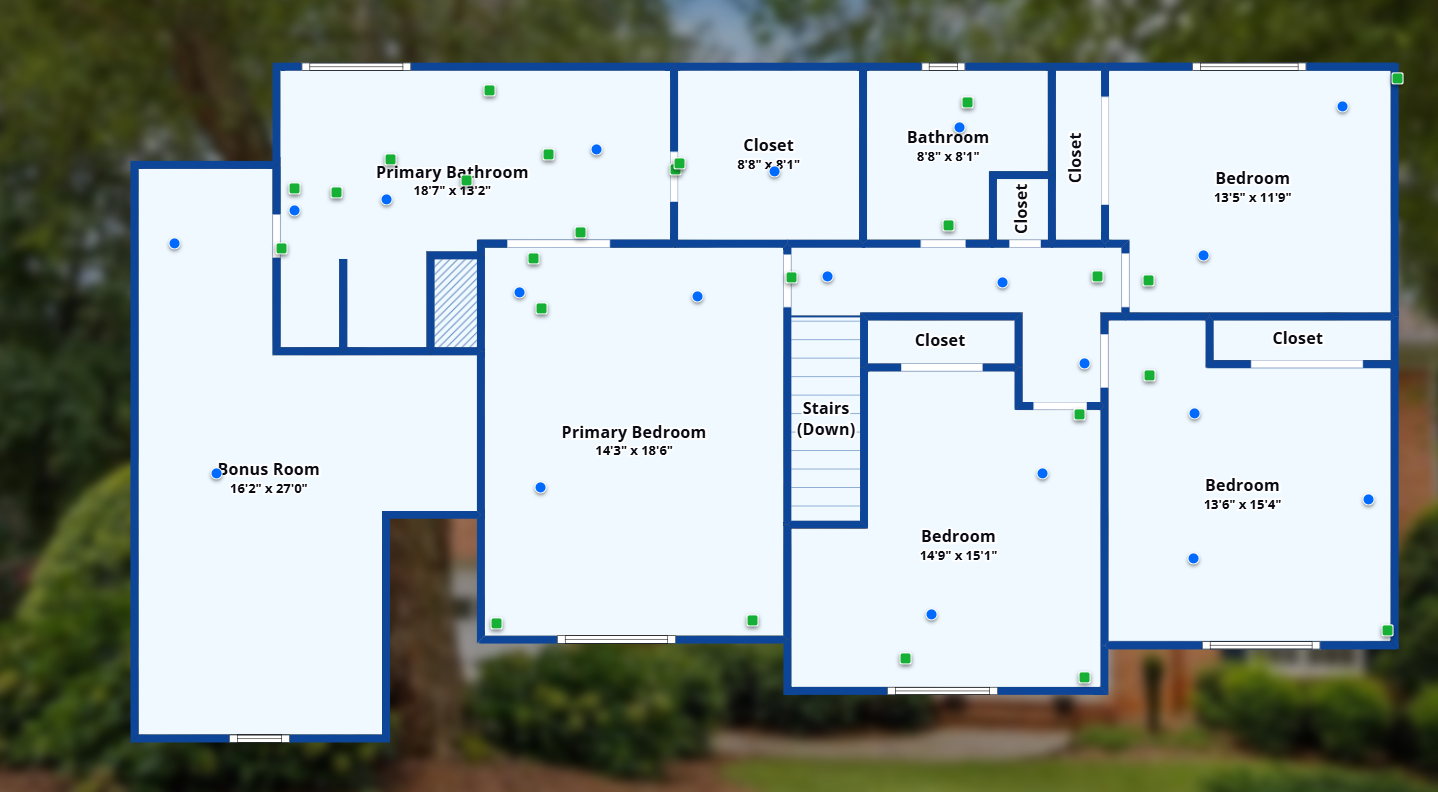 Primary Bathroom
18'7" x 13'2"
Closet
8'8" x 8'1"
Bathroom
8'8" x 8'1"
Closet
Closet
Bedroom
13'5" x 11'9"
Closet
Closet
Stairs
(Down)
Primary Bedroom
14'3" x 18'6"
Bonus Room
16'2" x 27'0"
Bedroom
13'6" x 15'4"
Bedroom
14'9" x 15'1"